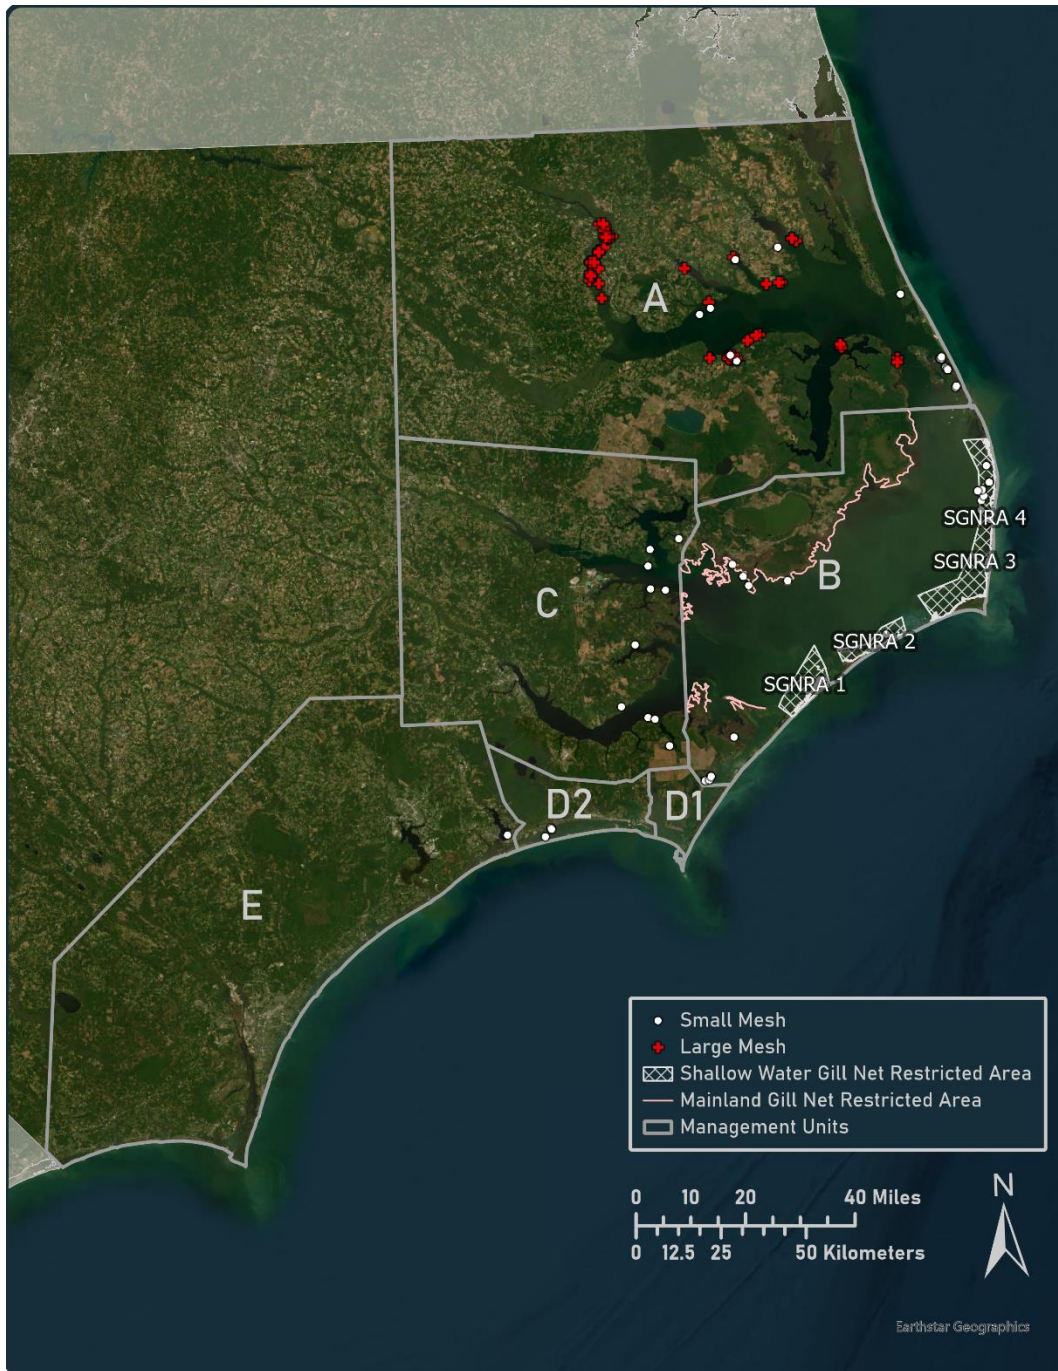 A
B
SGNRA 4
SGNRA 3
C
SGNRA 2
SGNRA 1
D2
D1
E
Small Mesh
Large Mesh
Shallow Water Gill Net Restricted Area
Mainland Gill Net Restricted Area
Management Units
0 10 20 40 Miles
0 12.5 25 50 Kilometers
N
Earthstar Geographics